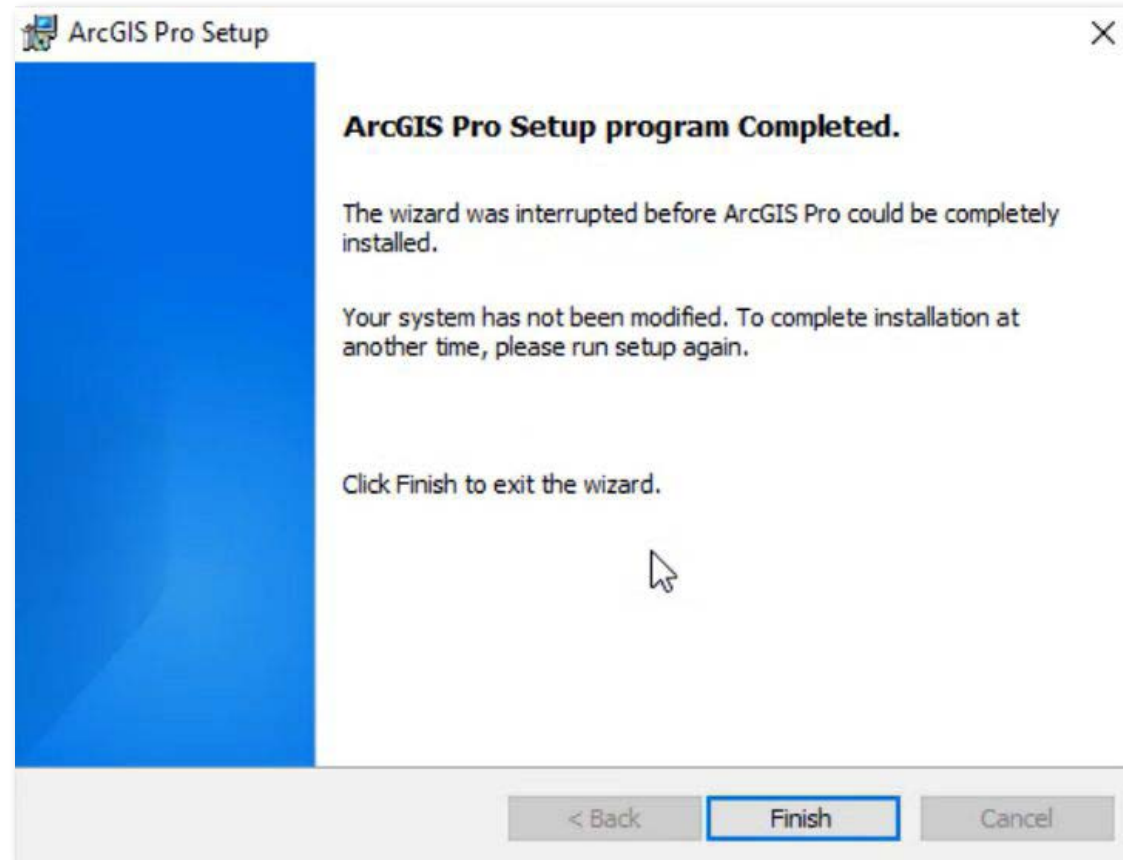 ArcGIS Pro Setup
ArcGIS Pro Setup program Completed.
The wizard was interrupted before ArcGIS Pro could be completely
installed.
Your system has not been modified. To complete installation at
another time, please run setup again.
Click Finish to exit the wizard.
< Back Finish Cancel